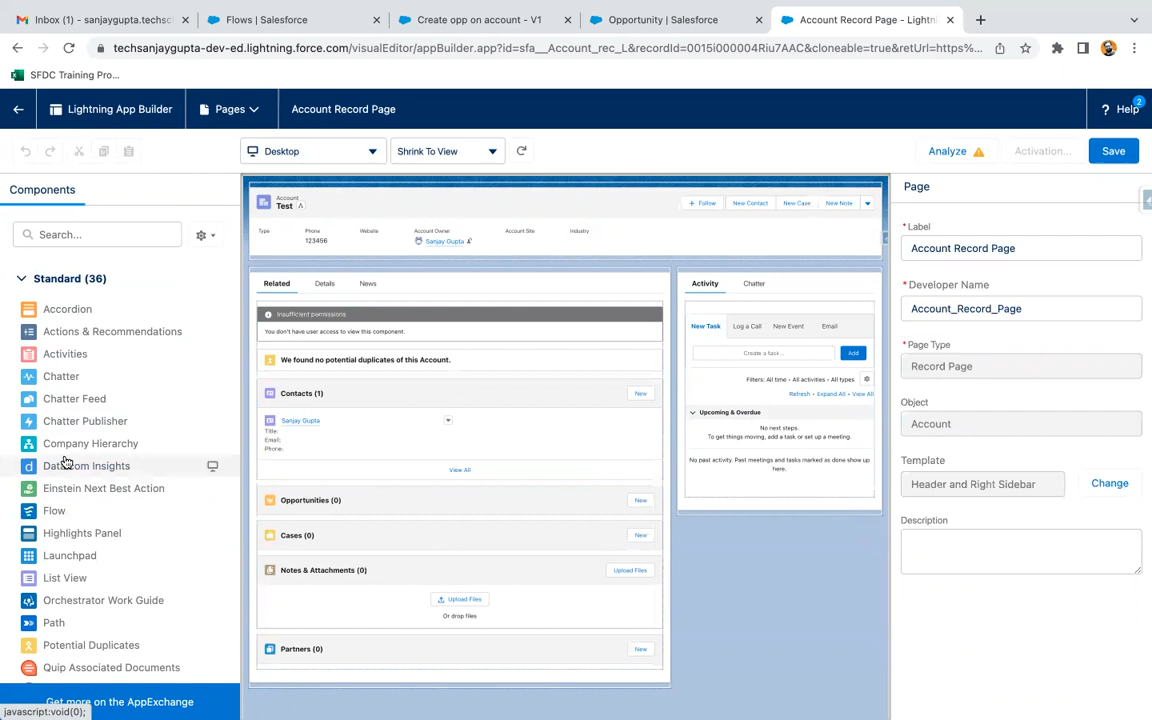 Inbox (1) - sanjaygupta.techsc
Flows | Salesforce
Create opp on account - V1
Opportunity | Salesforce
Account Record Page - Lightni
techsanjaygupta-dev-ed.lightning.force.com/visualEditor/appBuilder.app?id=sfa__Account_rec_L&recordId=0015i000004Riu7AAC&cloneable=true&retUrl=https%...
SFDC Training Pro...
Lightning App Builder
Pages
Account Record Page
? Help
2
Desktop
Shrink To View
Analyze
Activation...
Save
Components
Search...
Standard (36)
Accordion
Actions & Recommendations
Activities
Chatter
Chatter Feed
Chatter Publisher
Company Hierarchy
Data.com Insights
Einstein Next Best Action
Flow
Highlights Panel
Launchpad
List View
Orchestrator Work Guide
Path
Potential Duplicates
Quip Associated Documents
Get more on the AppExchange
javascript:void(0);
Account
Test
+ Follow
New Contact
New Case
New Note
Type
Phone
Website
Account Owner
Account Site
Industry
123456
Sanjay Gupta
Related
Details
News
Insufficient permissions
You don't have user access to view this component.
We found no potential duplicates of this Account.
Contacts (1)
New
Sanjay Gupta
Title:
Email:
Phone:
View All
Opportunities (0)
New
Cases (0)
New
Notes & Attachments (0)
Upload Files
Upload Files
Or drop files
Partners (0)
New
Activity
Chatter
New Task
Log a Call
New Event
Email
Create a task...
Add
Filters: All time • All activities • All types
Refresh • Expand All • View All
Upcoming & Overdue
No next steps.
To get things moving, add a task or set up a meeting.
No past activity. Past meetings and tasks marked as done show up
here.
Page
* Label
Account Record Page
* Developer Name
Account_Record_Page
* Page Type
Record Page
Object
Account
Template
Header and Right Sidebar
Change
Description